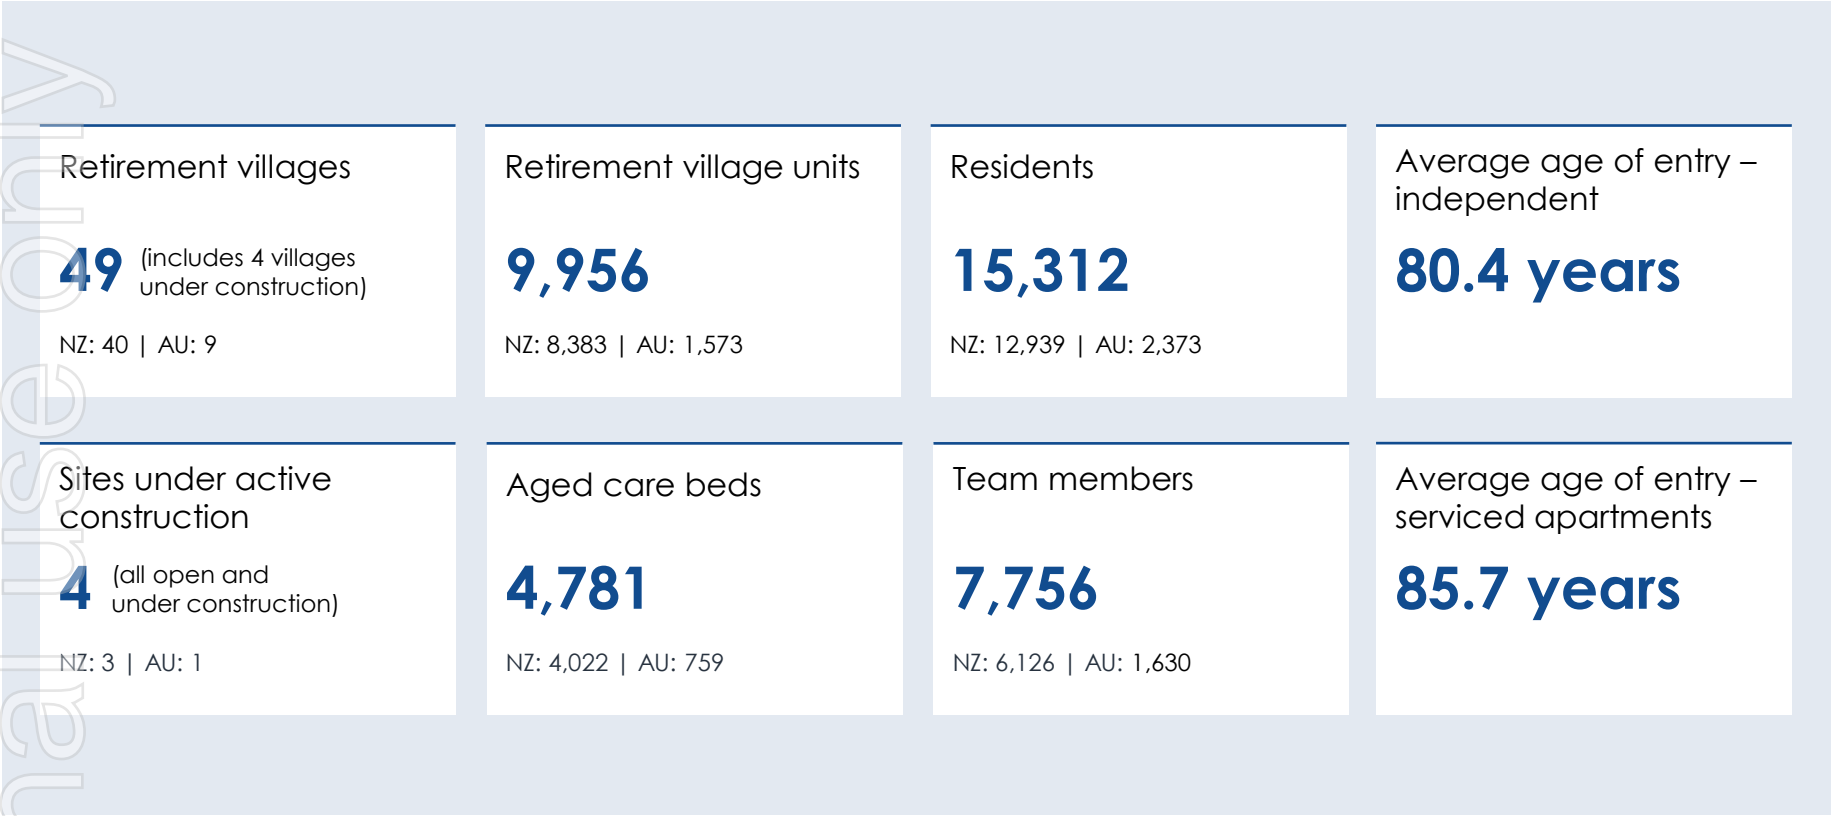 Retirement villages
49 (includes 4 villages
under construction)
NZ: 40 | AU: 9
Retirement village units
9,956
NZ: 8,383 | AU: 1,573
Residents
15,312
NZ: 12,939 | AU: 2,373
Average age of entry –
independent
80.4 years
Sites under active
construction
4 (all open and
under construction)
NZ: 3 | AU: 1
Aged care beds
4,781
NZ: 4,022 | AU: 759
Team members
7,756
NZ: 6,126 | AU: 1,630
Average age of entry –
serviced apartments
85.7 years
nal use only